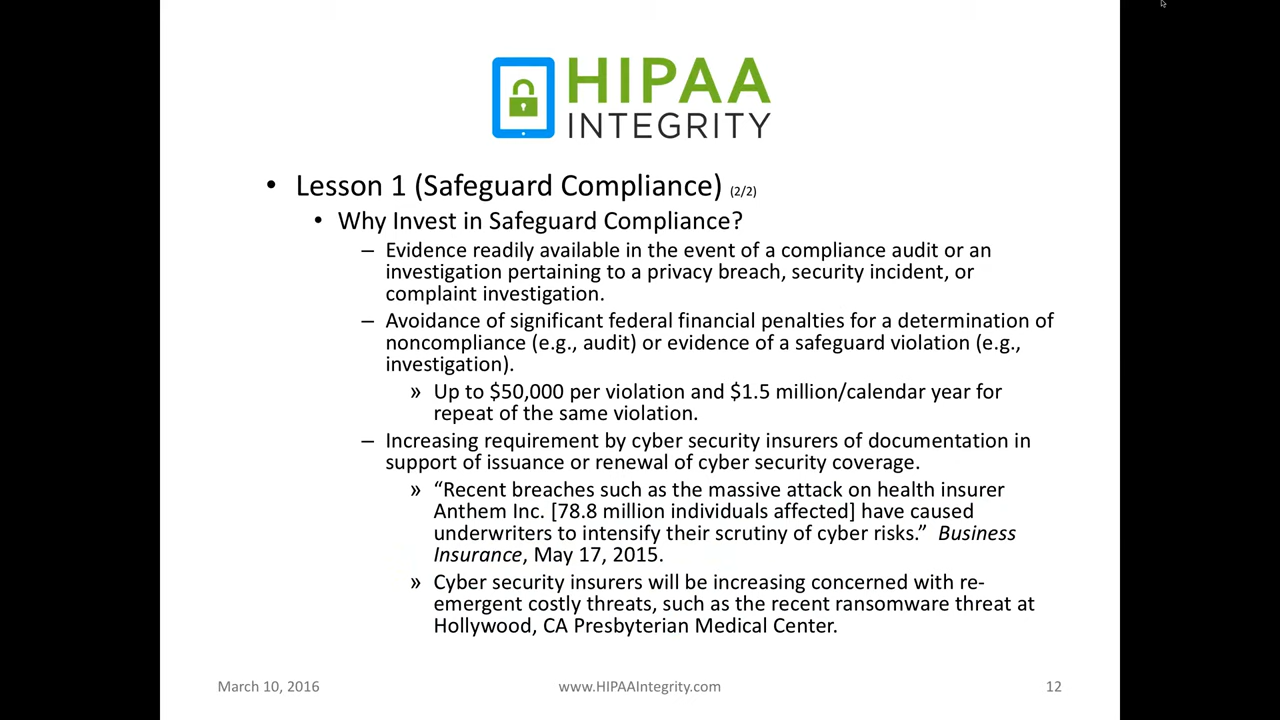 HIPAA
INTEGRITY
• Lesson 1 (Safeguard Compliance) (2/2)
• Why Invest in Safeguard Compliance?
– Evidence readily available in the event of a compliance audit or an
investigation pertaining to a privacy breach, security incident, or
complaint investigation.
– Avoidance of significant federal financial penalties for a determination of
noncompliance (e.g., audit) or evidence of a safeguard violation (e.g.,
investigation).
» Up to $50,000 per violation and $1.5 million/calendar year for
repeat of the same violation.
– Increasing requirement by cyber security insurers of documentation in
support of issuance or renewal of cyber security coverage.
» “Recent breaches such as the massive attack on health insurer
Anthem Inc. [78.8 million individuals affected] have caused
underwriters to intensify their scrutiny of cyber risks.” Business
Insurance, May 17, 2015.
» Cyber security insurers will be increasing concerned with re-
emergent costly threats, such as the recent ransomware threat at
Hollywood, CA Presbyterian Medical Center.
March 10, 2016 www.HIPAAIntegrity.com 12